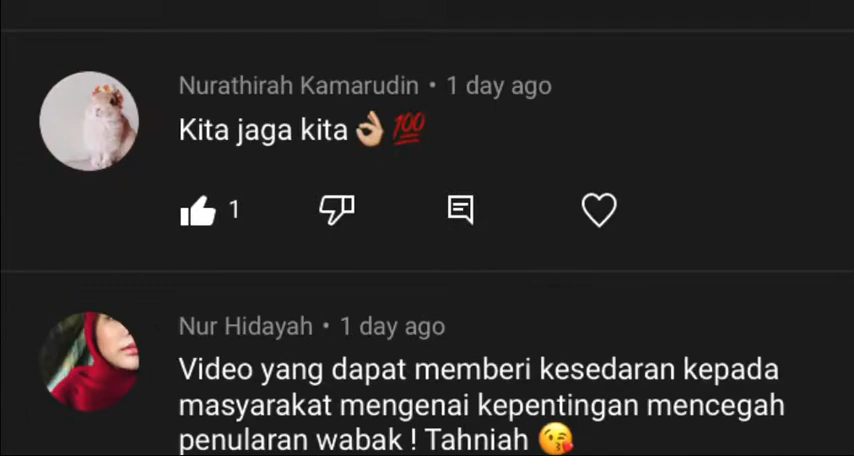 Nurathirah Kamarudin • 1 day ago
Kita jaga kita👌🏼💯
1
Nur Hidayah • 1 day ago
Video yang dapat memberi kesedaran kepada
masyarakat mengenai kepentingan mencegah
penularan wabak ! Tahniah 😘